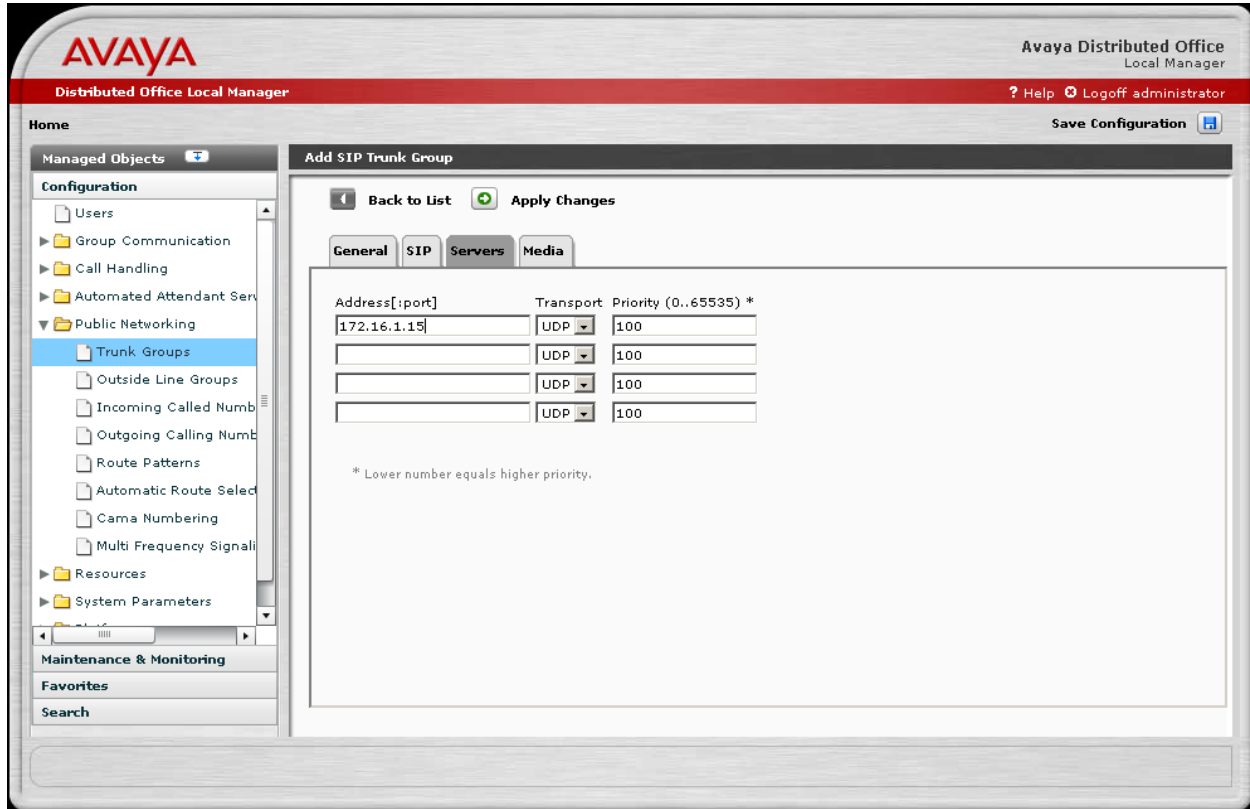 AVAYA
Avaya Distributed Office
Local Manager
Distributed Office Local Manager
? Help Logoff administrator
Home
Save Configuration
Managed Objects
Configuration
Users
Group Communication
Call Handling
Automated Attendant Serv
Public Networking
Trunk Groups
Outside Line Groups
Incoming Called Numb
Outgoing Calling Numb
Route Patterns
Automatic Route Select
Cama Numbering
Multi Frequency Signali
Resources
System Parameters
Maintenance & Monitoring
Favorites
Search
Add SIP Trunk Group
Back to List Apply Changes
General SIP Servers Media
Address[:port] Transport Priority (0..65535) *
172.16.1.15 UDP 100
UDP 100
UDP 100
UDP 100
* Lower number equals higher priority.